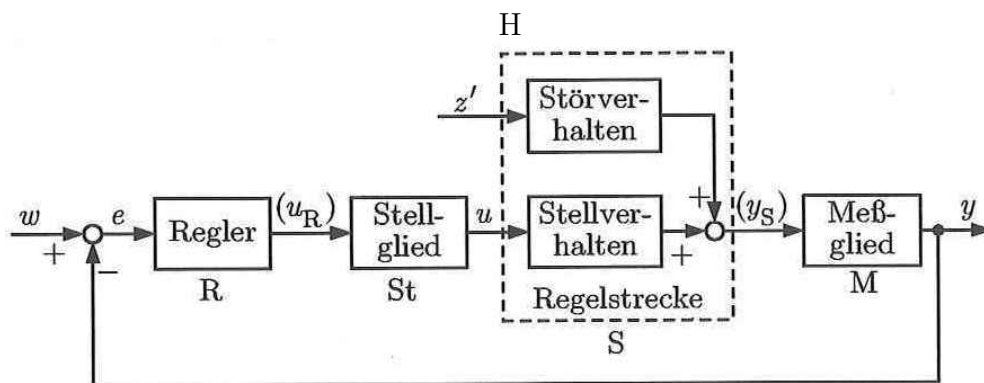 H
z'
Störver-
halten
w
+
−
e
Regler
R
(u_R)
Stell-
glied
St
u
Stellver-
halten
+
+
(y_S)
Regelstrecke
S
Meß-
glied
M
y